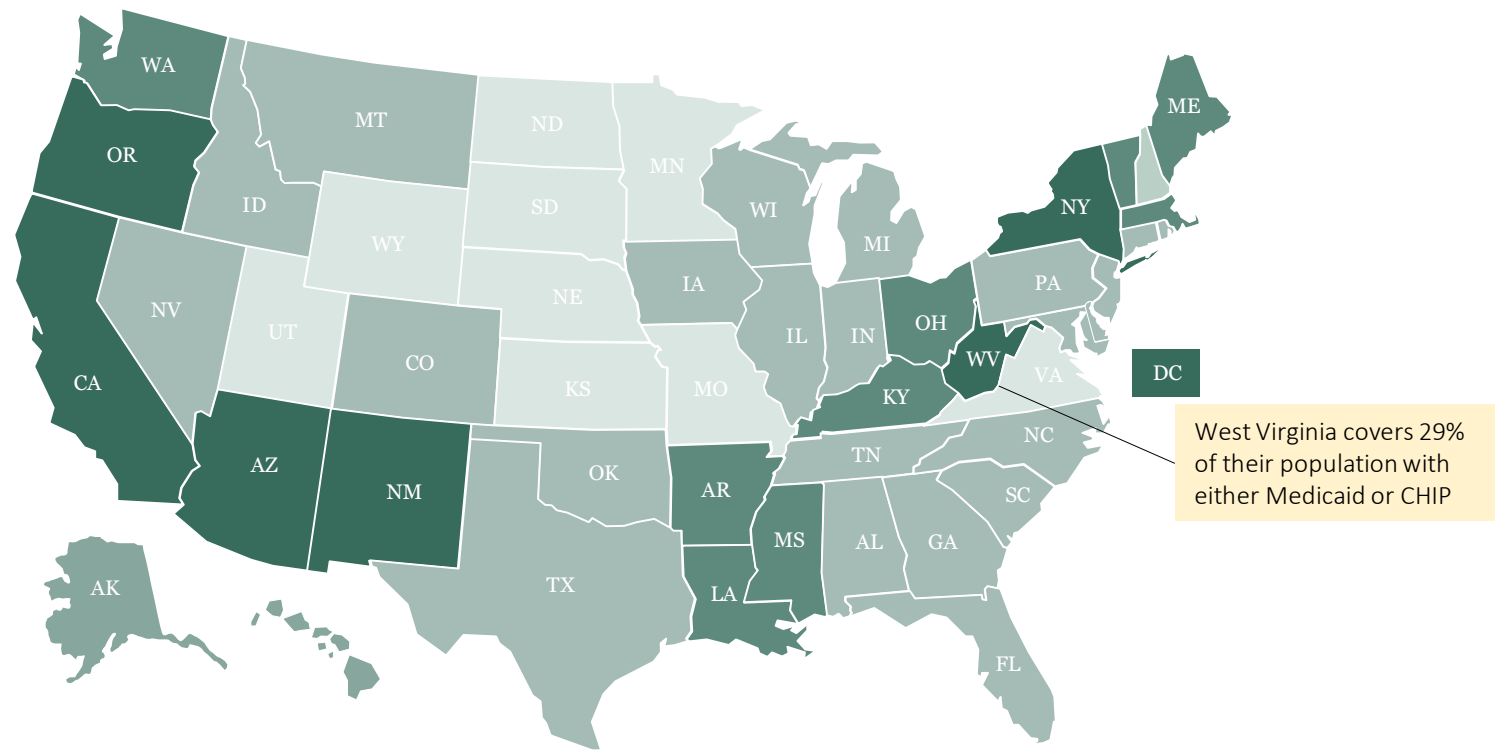 WA
ME
MT
ND
OR
MN
ID
SD
WI
NY
WY
MI
IA
PA
NE
NV
OH
UT
IL
IN
CO
WV
DC
CA
KS
MO
VA
KY
West Virginia covers 29%
of their population with
either Medicaid or CHIP
NC
TN
AZ
OK
NM
AR
SC
MS
AL
GA
AK
TX
LA
FL